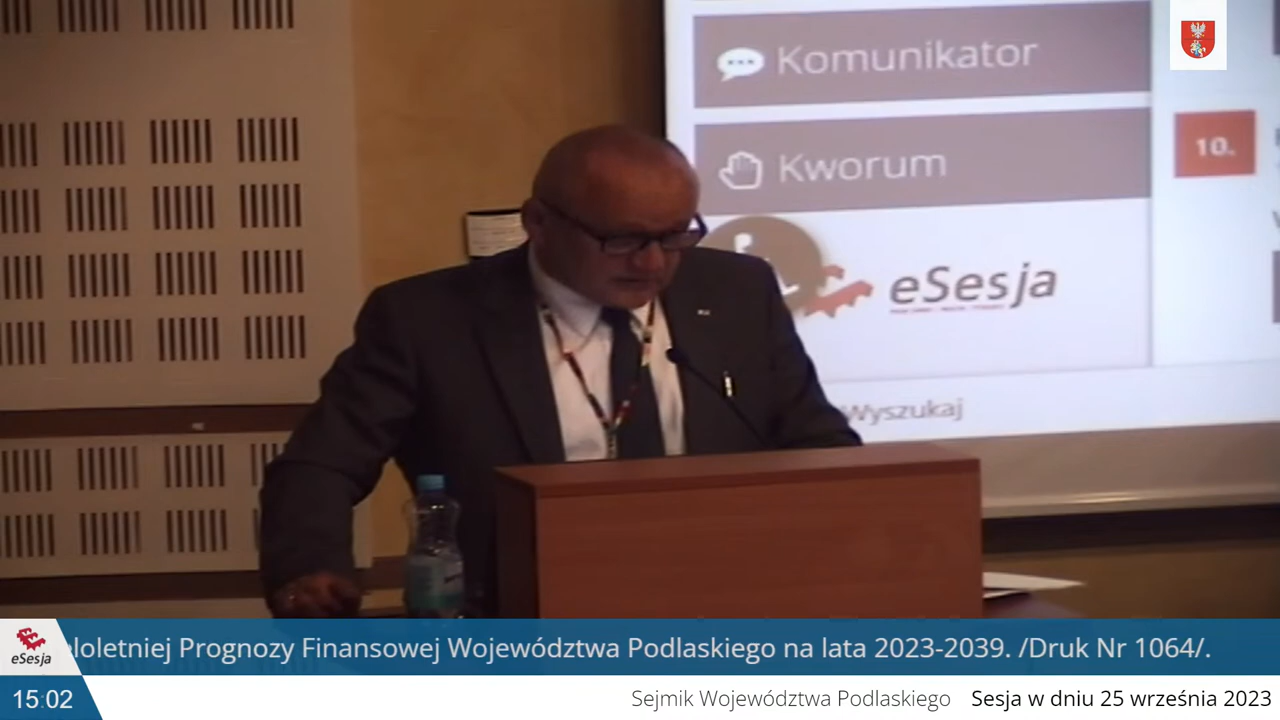 Komunikator
10.
Kworum
eSesja
Wyszukaj
loletniej Prognozy Finansowej Województwa Podlaskiego na lata 2023-2039. /Druk Nr 1064/.
eSesja
15:02
Sejmik Województwa Podlaskiego Sesja w dniu 25 września 2023